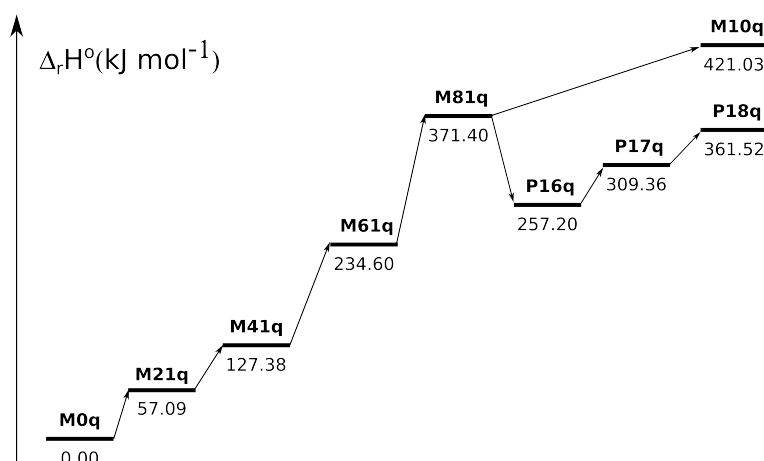 M10q
ΔrHº(kJ mol-1)
421.03
M81q
P18q
371.40
361.52
P17q
309.36
P16q
257.20
M61q
234.60
M41q
127.38
M21q
57.09
M0q
0.00